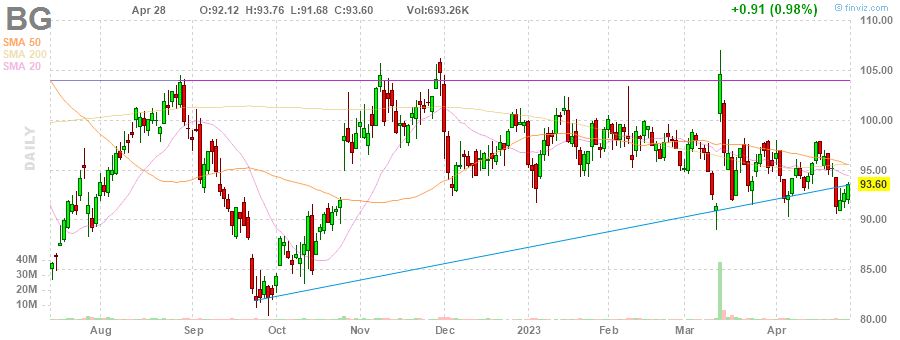 BG Apr 28 O:92.12 H:93.76 L:91.68 C:93.60 Vol:693.26K +0.91 (0.98%) © finviz.com
SMA 50
SMA 200
SMA 20
DAILY
110.00
105.00
100.00
95.00
93.60
90.00
85.00
80.00
40M
30M
20M
10M
Aug Sep Oct Nov Dec 2023 Feb Mar Apr